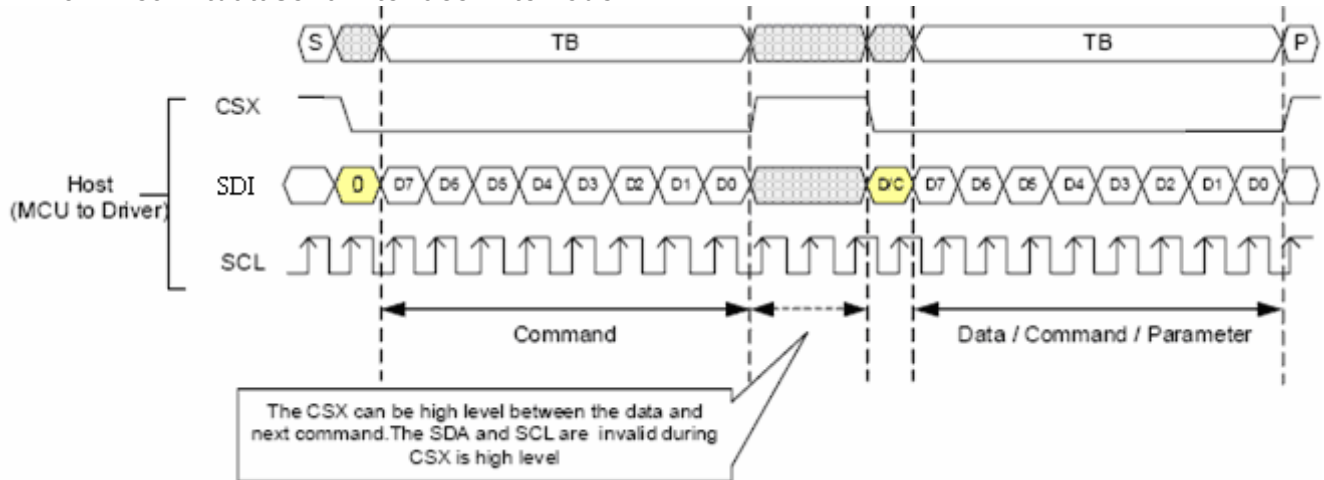 S TB TB P
CSX
SDI 0 D7 D6 D5 D4 D3 D2 D1 D0 D/C D7 D6 D5 D4 D3 D2 D1 D0
Host
(MCU to Driver)
SCL
Command Data / Command / Parameter
The CSX can be high level between the data and
next command.The SDA and SCL are invalid during
CSX is high level